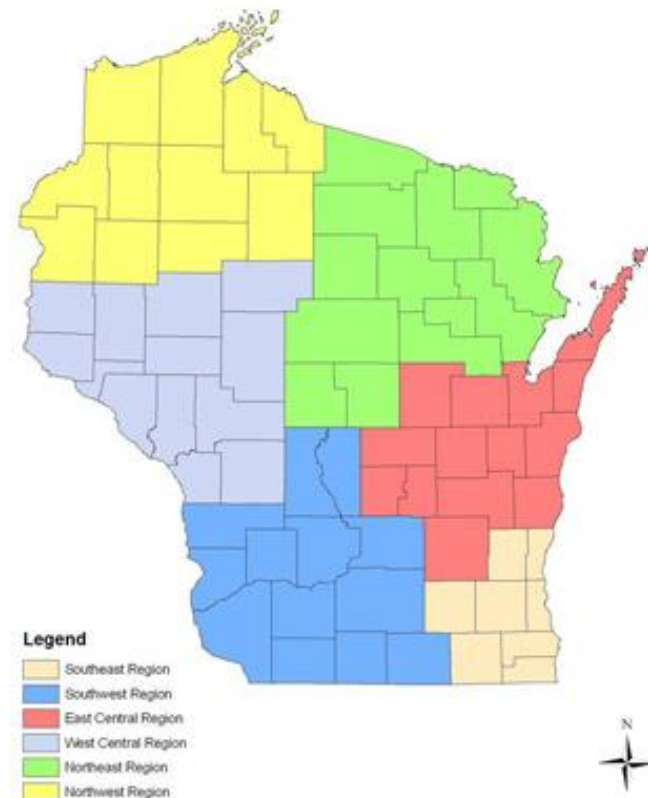 Legend
Southeast Region
Southwest Region
East Central Region
West Central Region
Northeast Region
Northwest Region
N